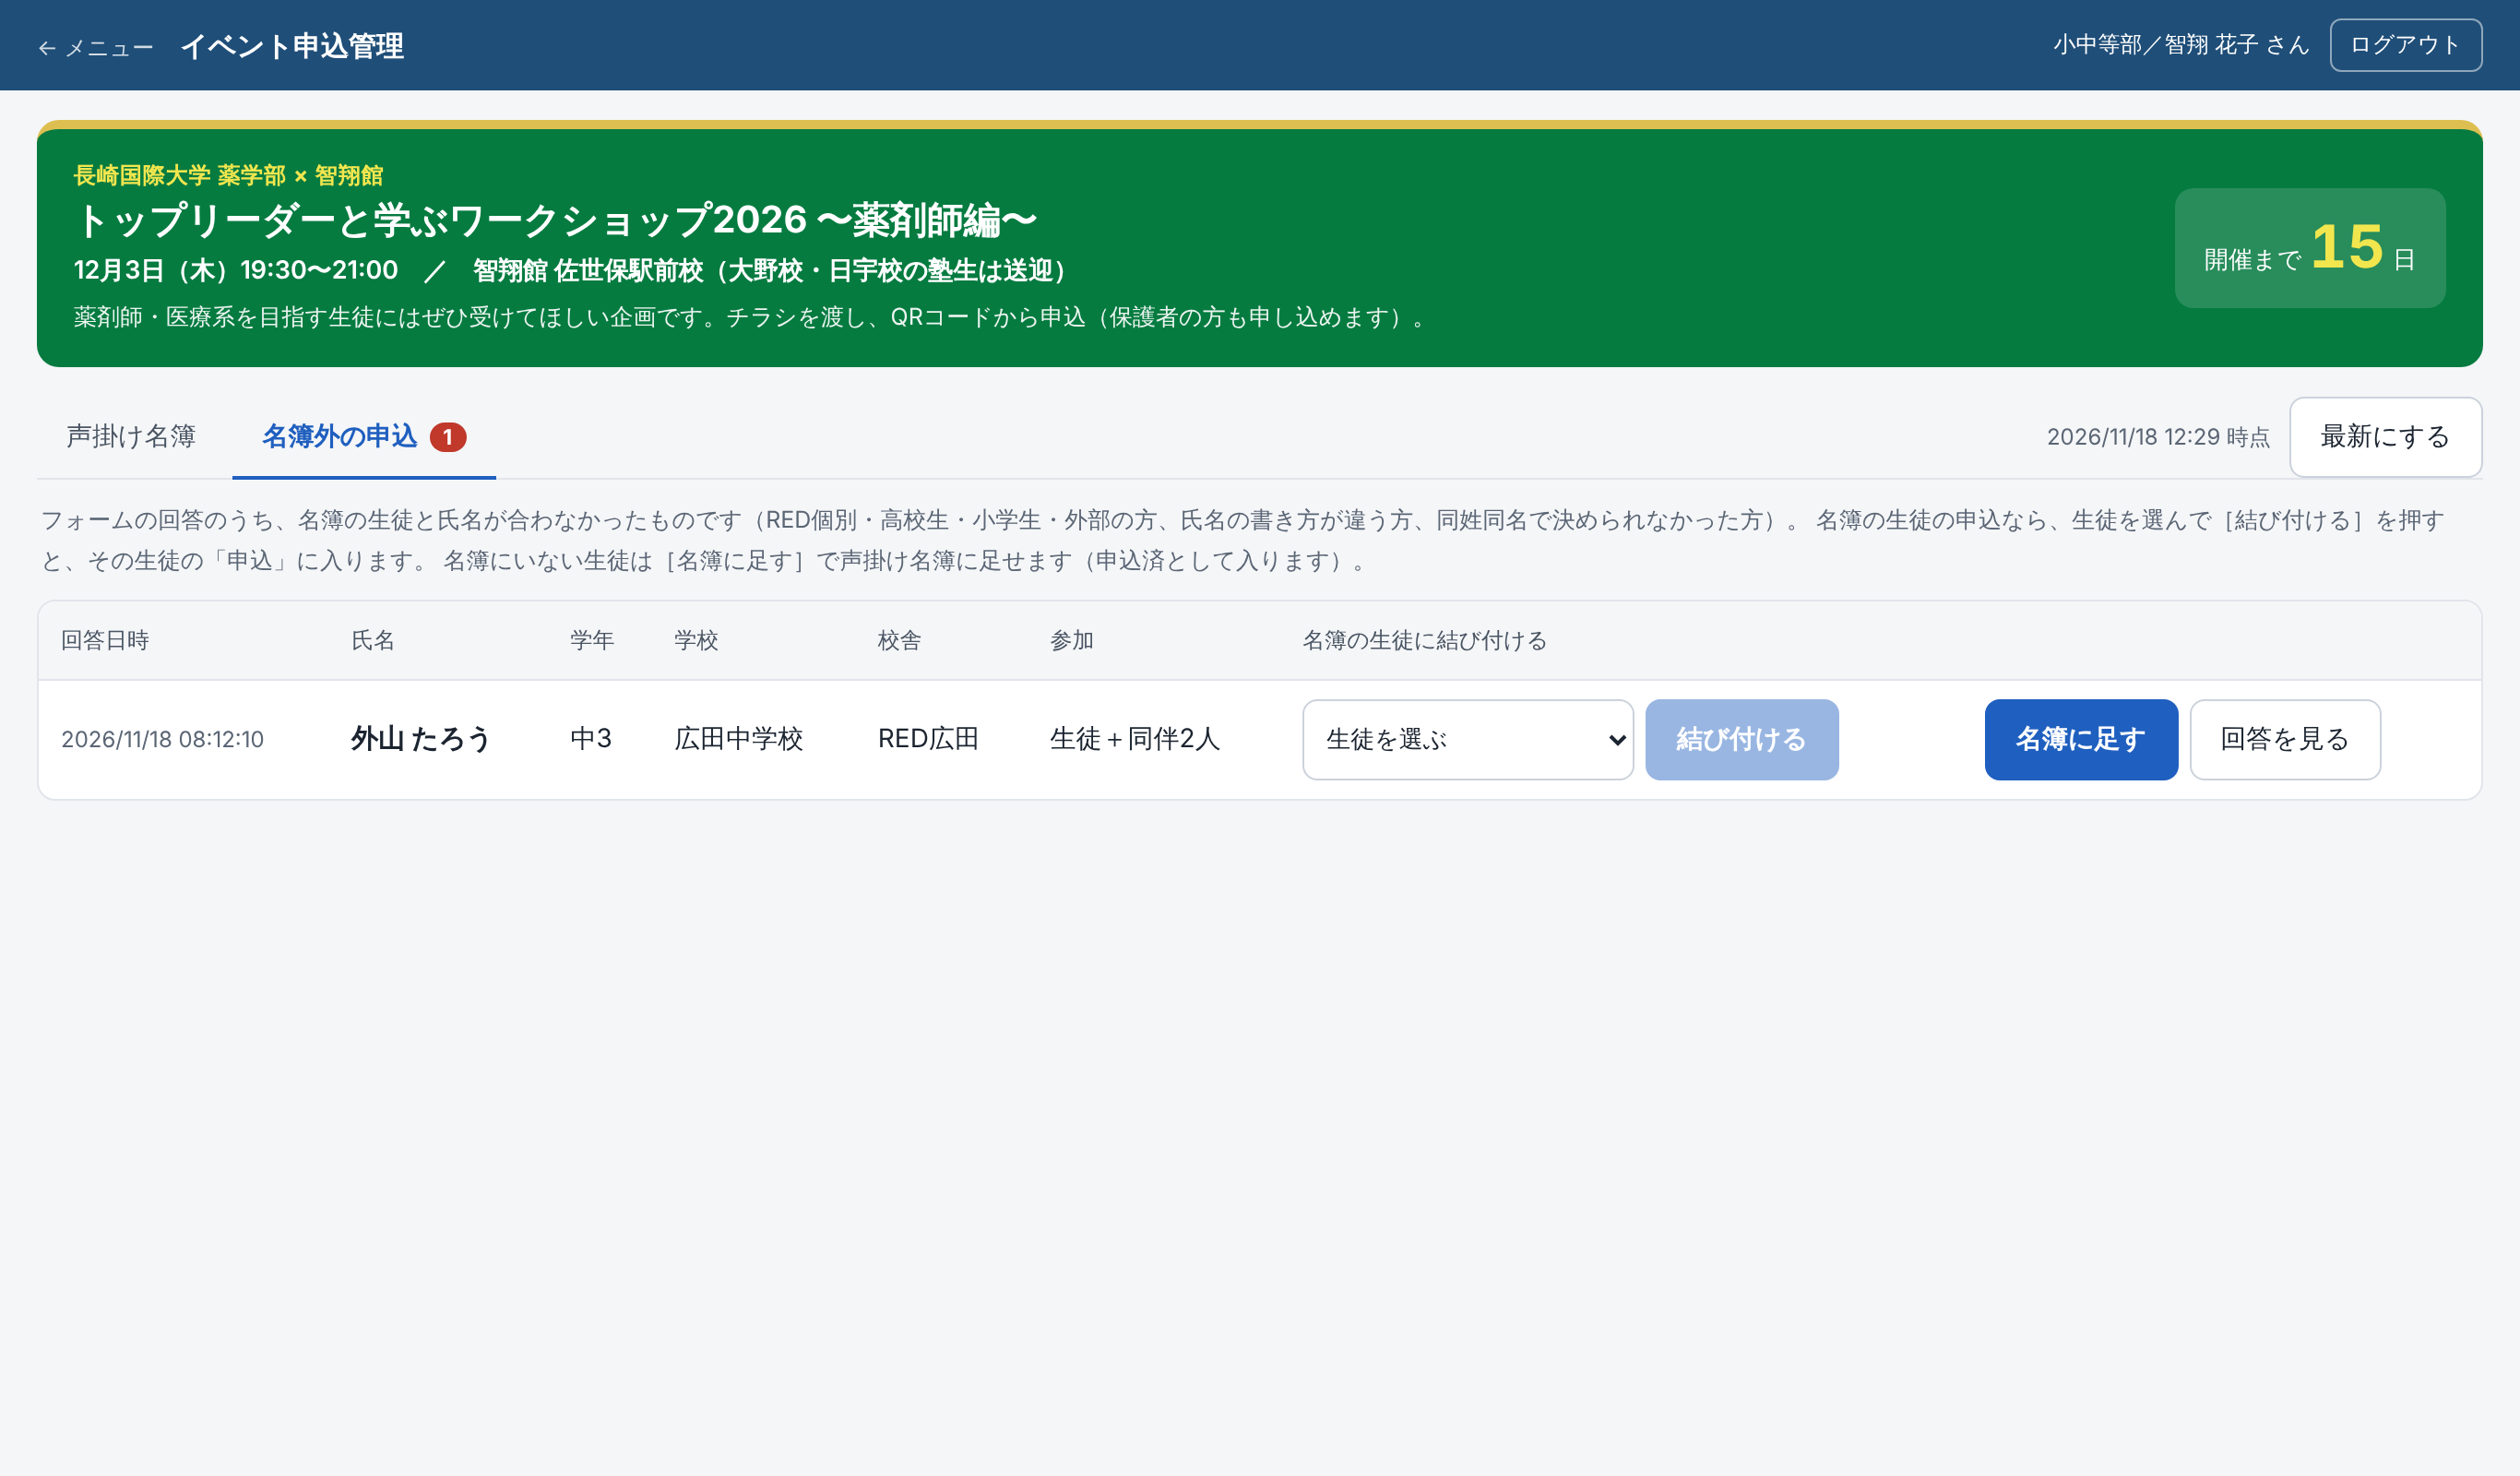 ← メニュー イベント申込管理 小中等部／智翔 花子 さん ログアウト
長崎国際大学 薬学部 × 智翔館
トップリーダーと学ぶワークショップ2026 〜薬剤師編〜
12月3日（木）19:30〜21:00　／　智翔館 佐世保駅前校（大野校・日宇校の塾生は送迎）
薬剤師・医療系を目指す生徒にはぜひ受けてほしい企画です。チラシを渡し、QRコードから申込（保護者の方も申し込めます）。
開催まで 15 日
声掛け名簿 名簿外の申込 1 2026/11/18 12:29 時点 最新にする
フォームの回答のうち、名簿の生徒と氏名が合わなかったものです（RED個別・高校生・小学生・外部の方、氏名の書き方が違う方、同姓同名で決められなかった方）。 名簿の生徒の申込なら、生徒を選んで［結び付ける］を押す
と、その生徒の「申込」に入ります。 名簿にいない生徒は［名簿に足す］で声掛け名簿に足せます（申込済として入ります）。
回答日時 氏名 学年 学校 校舎 参加 名簿の生徒に結び付ける
2026/11/18 08:12:10 外山 たろう 中3 広田中学校 RED広田 生徒＋同伴2人 生徒を選ぶ 結び付ける 名簿に足す 回答を見る